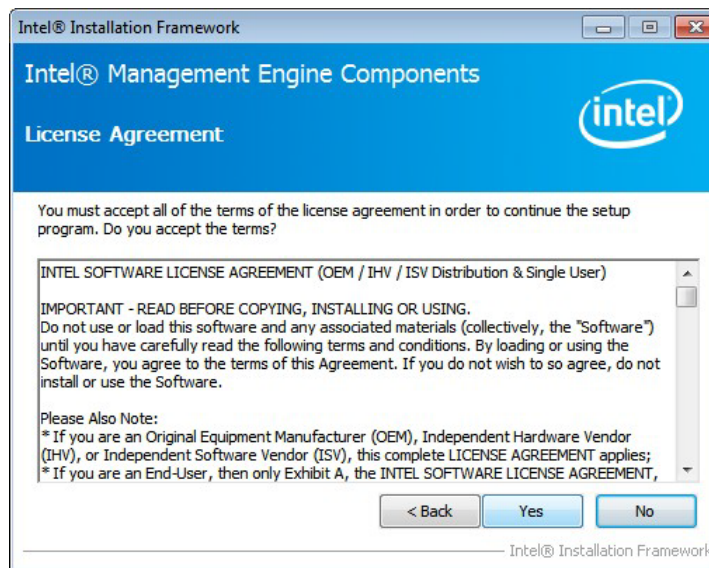 Intel® Installation Framework
Intel® Management Engine Components
intel
License Agreement
You must accept all of the terms of the license agreement in order to continue the setup
program. Do you accept the terms?
INTEL SOFTWARE LICENSE AGREEMENT (OEM / IHV / ISV Distribution & Single User)
IMPORTANT - READ BEFORE COPYING, INSTALLING OR USING.
Do not use or load this software and any associated materials (collectively, the "Software")
until you have carefully read the following terms and conditions. By loading or using the
Software, you agree to the terms of this Agreement. If you do not wish to so agree, do not
install or use the Software.
Please Also Note:
* If you are an Original Equipment Manufacturer (OEM), Independent Hardware Vendor
(IHV), or Independent Software Vendor (ISV), this complete LICENSE AGREEMENT applies;
* If you are an End-User, then only Exhibit A, the INTEL SOFTWARE LICENSE AGREEMENT,
< Back Yes No
Intel® Installation Framework